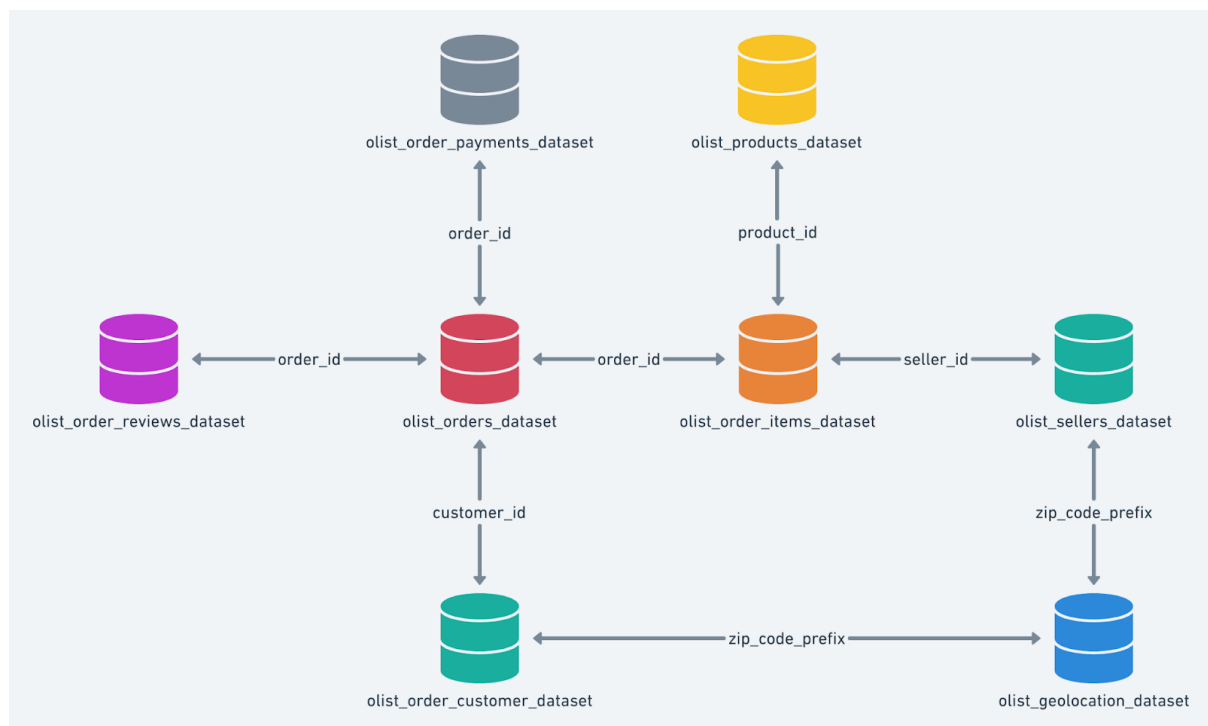 olist_order_payments_dataset
olist_products_dataset
order_id
product_id
order_id
order_id
seller_id
olist_order_reviews_dataset
olist_orders_dataset
olist_order_items_dataset
olist_sellers_dataset
customer_id
zip_code_prefix
zip_code_prefix
olist_order_customer_dataset
olist_geolocation_dataset